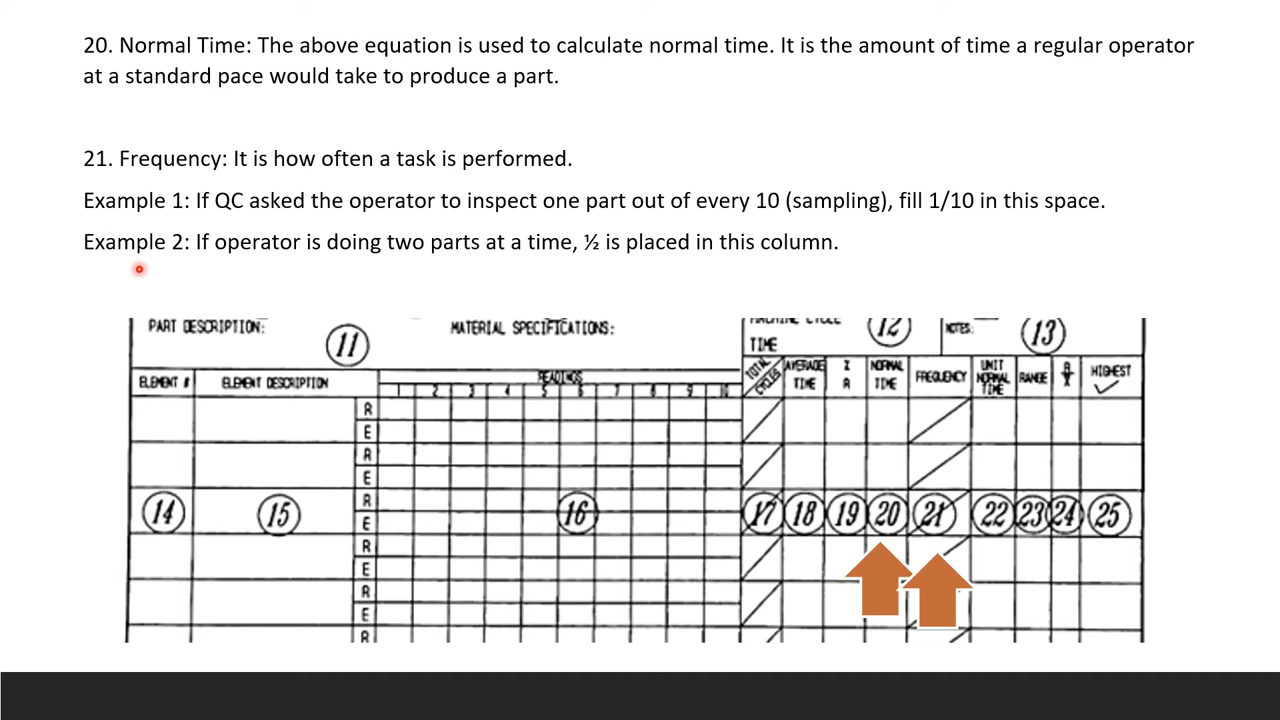 20. Normal Time: The above equation is used to calculate normal time. It is the amount of time a regular operator
at a standard pace would take to produce a part.
21. Frequency: It is how often a task is performed.
Example 1: If QC asked the operator to inspect one part out of every 10 (sampling), fill 1/10 in this space.
Example 2: If operator is doing two parts at a time, ½ is placed in this column.
PART DESCRIPTION: 11 MATERIAL SPECIFICATIONS: MACHINE CYCLE TIME 12 NOTES: 13
ELEMENT # ELEMENT DESCRIPTION READINGS TOTAL CYCLES AVERAGE TIME % R NORMAL TIME FREQUENCY UNIT NORMAL TIME RANGE R HIGHEST
1 2 3 4 5 6 7 8 9 10
R
E
R
E
R
14 15 16 17 18 19 20 21 22 23 24 25
E
R
E
R
E
R